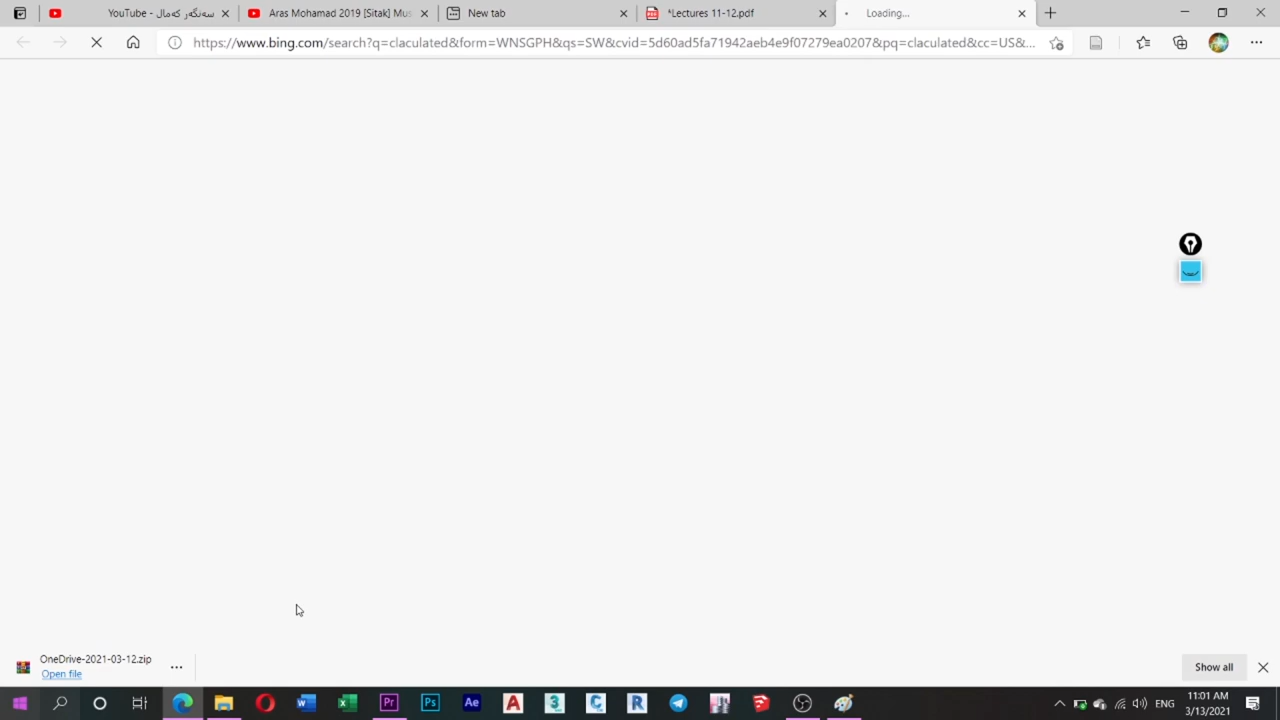 YouTube - سەنگەر کەمال
Aras Mohamad 2019 [Sitak] Mus
New tab
*Lectures 11-12.pdf
Loading...
https://www.bing.com/search?q=claculated&form=WNSGPH&qs=SW&cvid=5d60ad5fa71942aeb4e9f07279ea0207&pq=claculated&cc=US&...
OneDrive-2021-03-12.zip
Open file
Show all
ENG
11:01 AM
3/13/2021